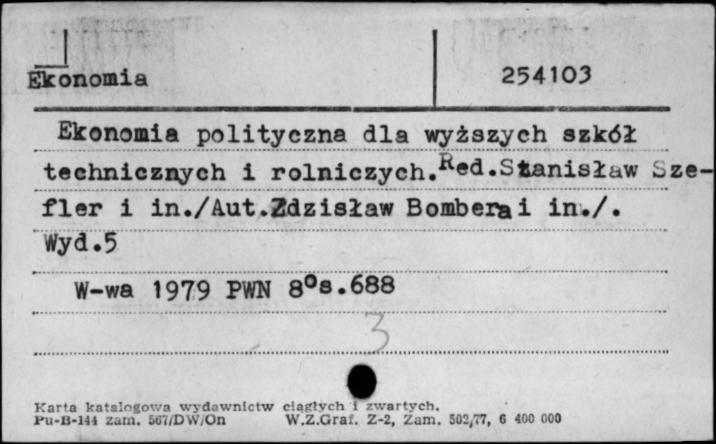 Ekonomia 254103
Ekonomia polityczna dla wyższych szkół
technicznych i rolniczych.Red.Stanisław Sze-
fler i in./Aut.Zdzisław Bombera i in./.
Wyd.5
W-wa 1979 PWN 8°s.688
3
Karta katalogowa wydawnictw ciągłych i zwartych.
Pu-B-144 zam. 567/DW/On W.Z.Graf. Z-2, Zam. 502/77, 6 400 000